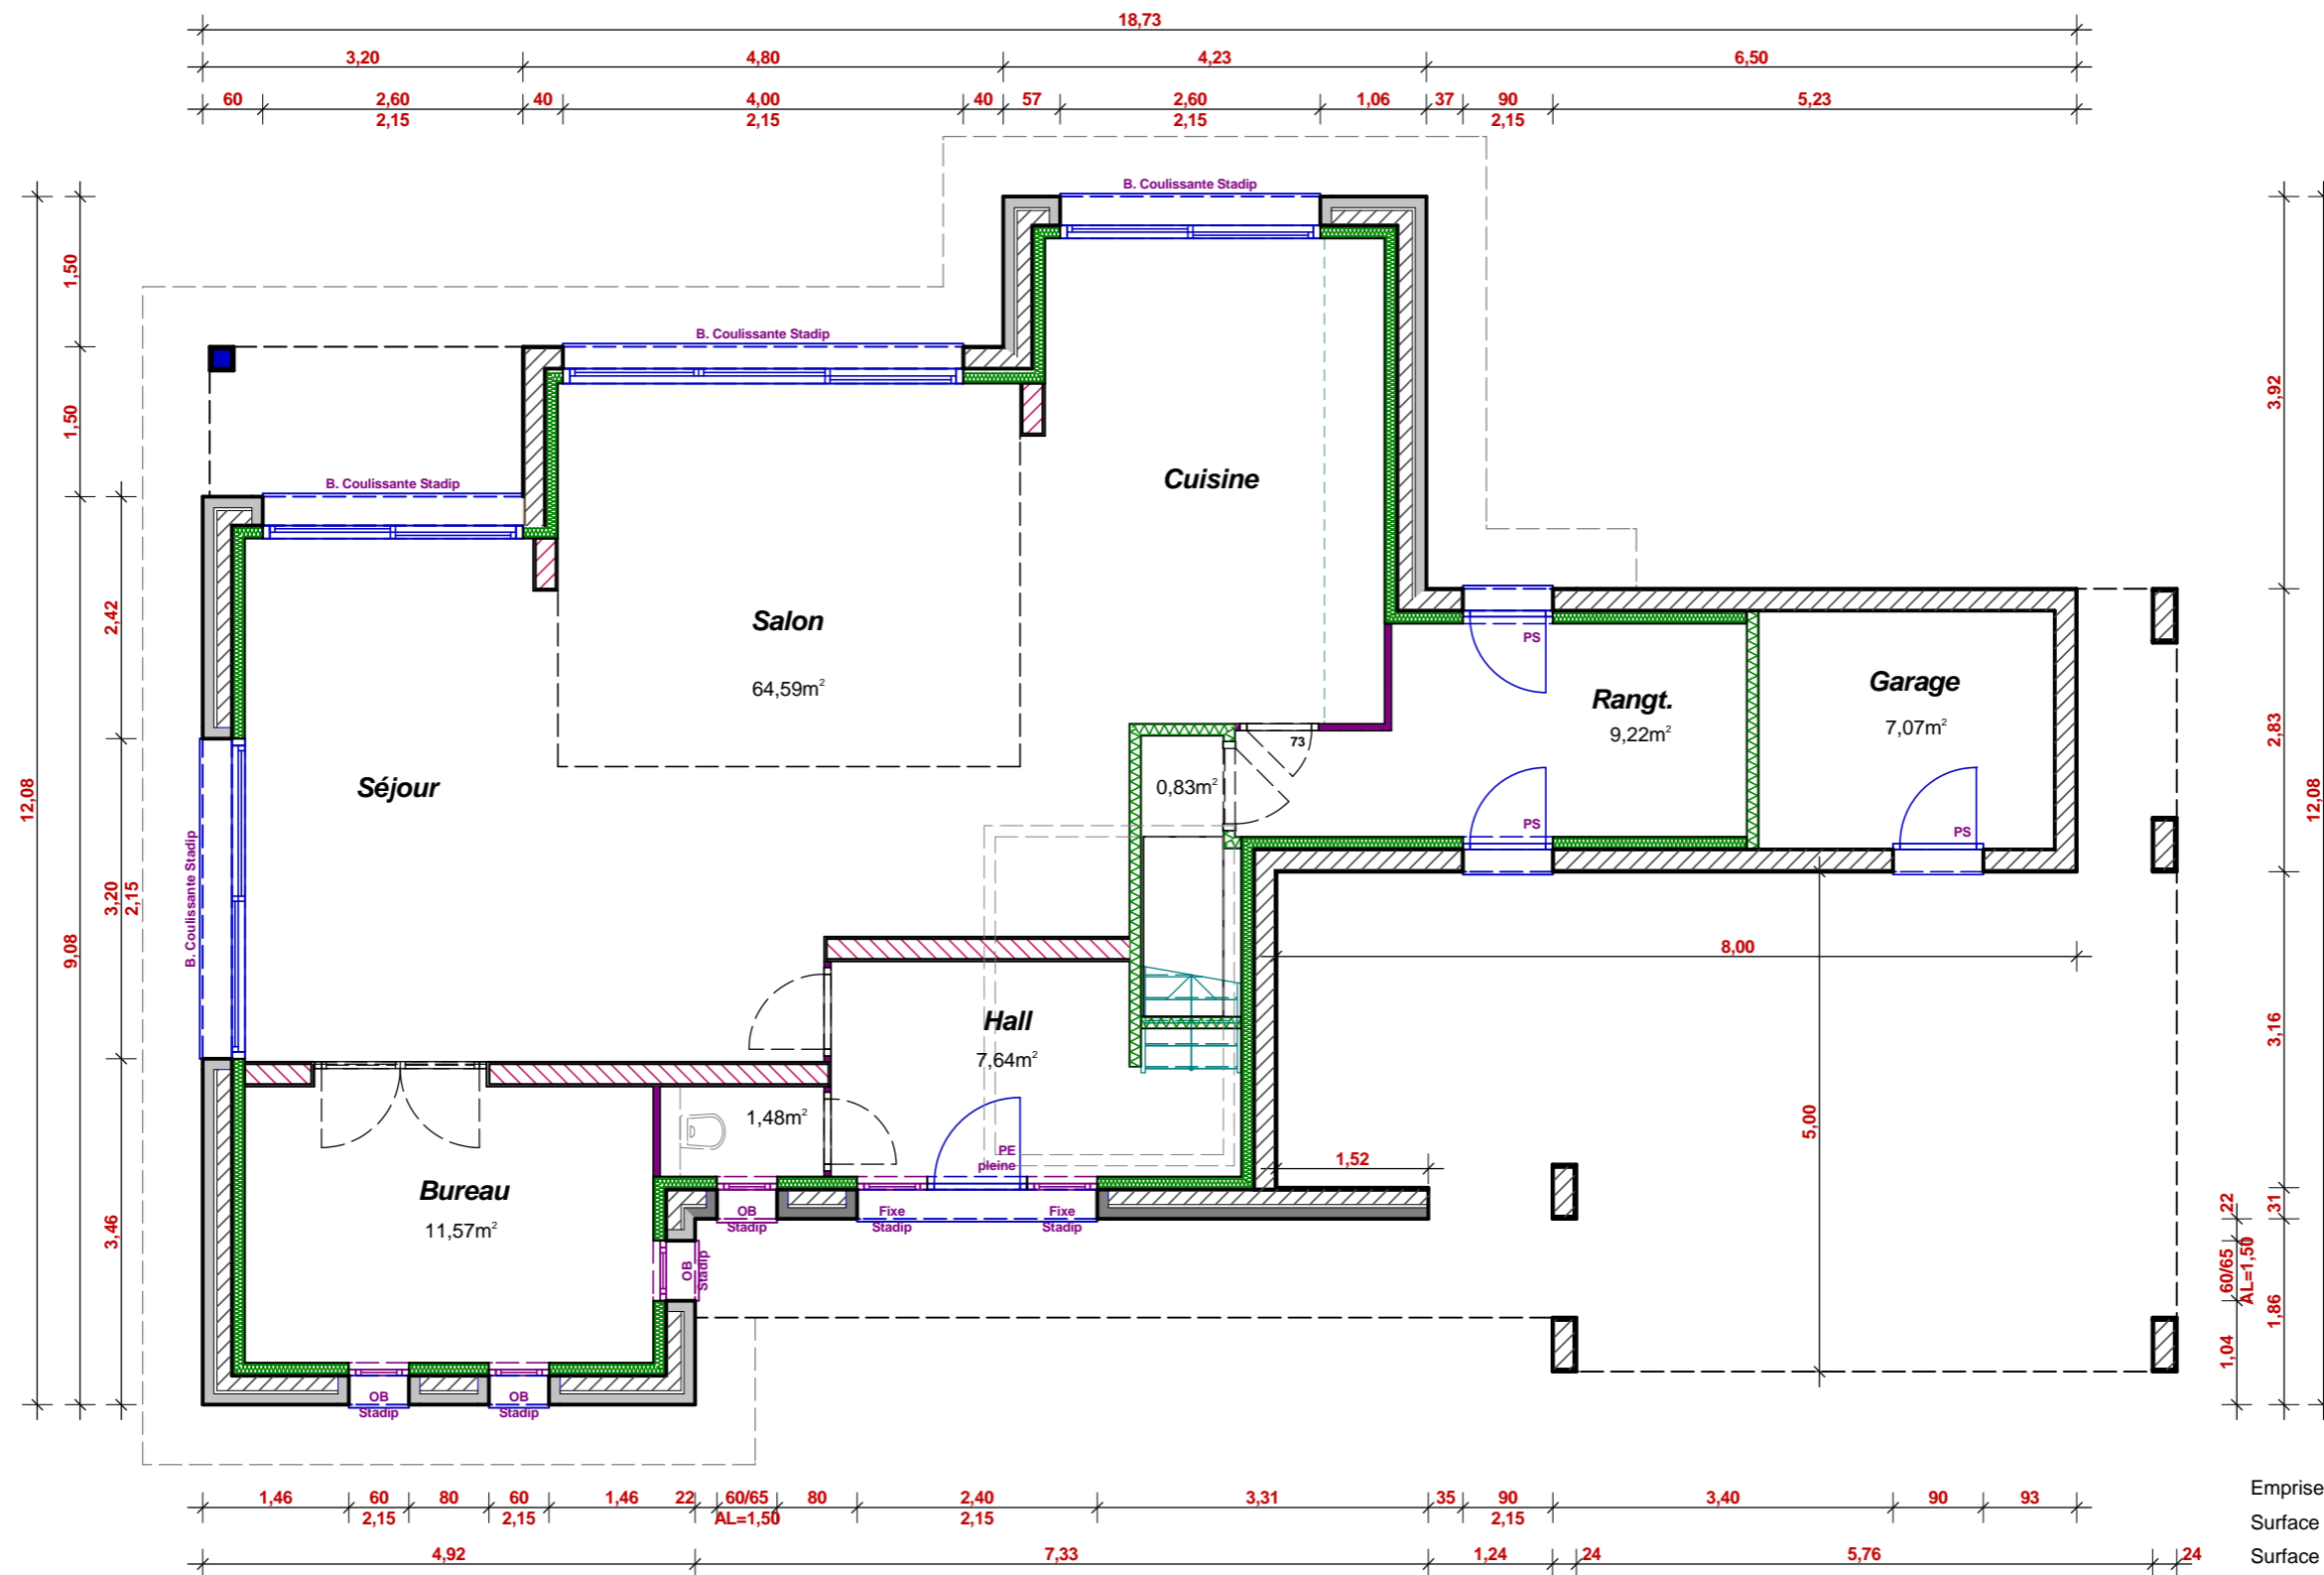 18,73
3,20 4,80 4,23 6,50
60 2,60 40 4,00 40 57 2,60 1,06 37 90 5,23
2,15 2,15 2,15 2,15
B. Coulissante Stadip
B. Coulissante Stadip
B. Coulissante Stadip
B. Coulissante Stadip
12,08
1,50
1,50
9,08
2,42
3,20
2,15
3,46
Cuisine
Salon
64,59m²
Séjour
PS
Rangt.
9,22m²
Garage
7,07m²
73
0,83m²
PS
PS
8,00
Hall
7,64m²
1,48m²
PE
pleine
5,00
1,52
Bureau
11,57m²
OB
Stadip
Fixe
Stadip
Fixe
Stadip
OB
Stadip
OB
Stadip
OB
Stadip
3,92
2,83
12,08
3,16
22
31
60/65
AL=1,50
1,86
1,04
1,46 60 80 60 1,46 22 60/65 80 2,40 3,31 35 90 3,40 90 93
2,15 2,15 AL=1,50 2,15 2,15
4,92 7,33 1,24 24 5,76 24
Emprise
Surface
Surface